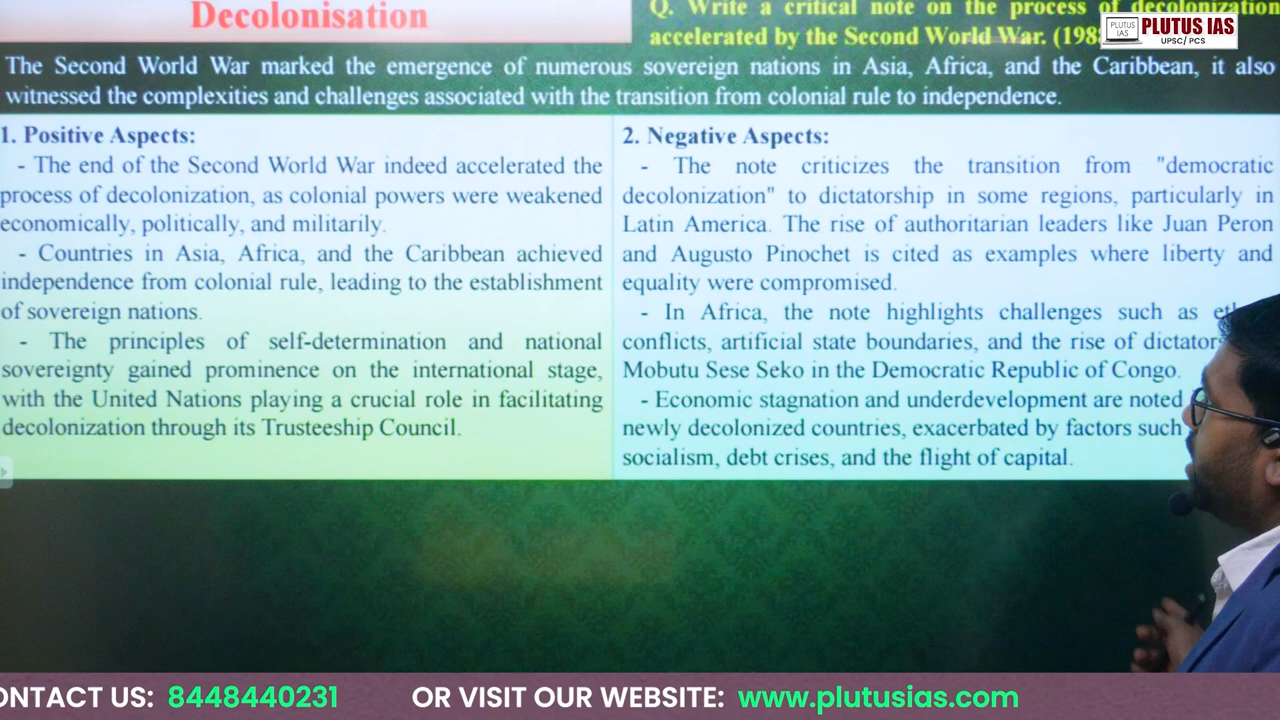 Decolonisation
Q. Write a critical note on the process of decolonization
accelerated by the Second World War. (198
PLUTUS IAS
PLUTUS IAS
UPSC/ PCS
The Second World War marked the emergence of numerous sovereign nations in Asia, Africa, and the Caribbean, it also
witnessed the complexities and challenges associated with the transition from colonial rule to independence.
1. Positive Aspects:
- The end of the Second World War indeed accelerated the
process of decolonization, as colonial powers were weakened
economically, politically, and militarily.
- Countries in Asia, Africa, and the Caribbean achieved
independence from colonial rule, leading to the establishment
of sovereign nations.
- The principles of self-determination and national
sovereignty gained prominence on the international stage,
with the United Nations playing a crucial role in facilitating
decolonization through its Trusteeship Council.
2. Negative Aspects:
- The note criticizes the transition from "democratic
decolonization" to dictatorship in some regions, particularly in
Latin America. The rise of authoritarian leaders like Juan Peron
and Augusto Pinochet is cited as examples where liberty and
equality were compromised.
- In Africa, the note highlights challenges such as
conflicts, artificial state boundaries, and the rise of dictator
Mobutu Sese Seko in the Democratic Republic of Congo.
- Economic stagnation and underdevelopment are noted
newly decolonized countries, exacerbated by factors such
socialism, debt crises, and the flight of capital.
ONTACT US: 8448440231 OR VISIT OUR WEBSITE: www.plutusias.com